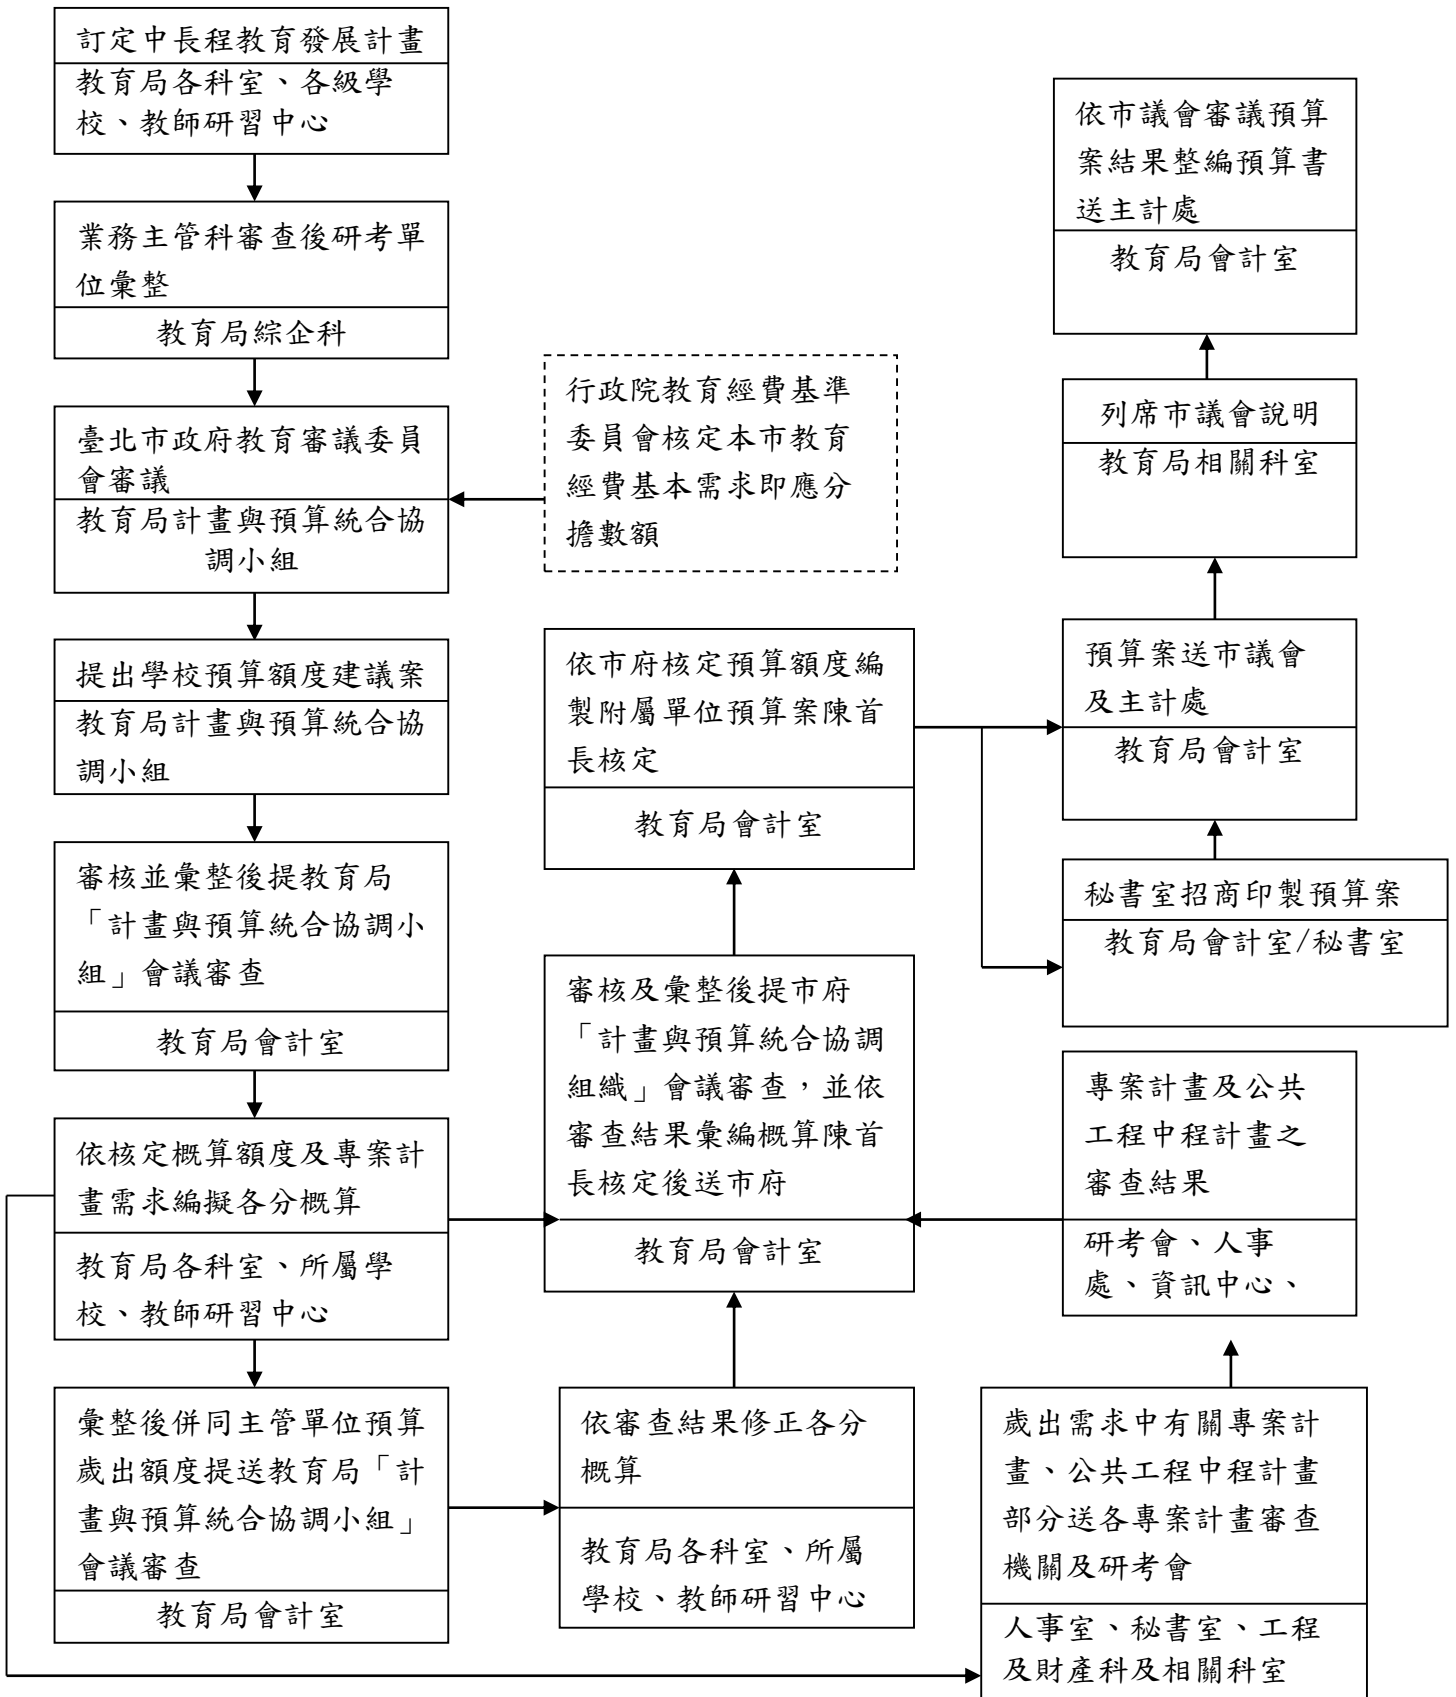 訂定中長程教育發展計畫
教育局各科室、各級學
校、教師研習中心
業務主管科審查後研考單
位彙整
教育局綜企科
臺北市政府教育審議委員
會審議
教育局計畫與預算統合協
調小組
提出學校預算額度建議案
教育局計畫與預算統合協
調小組
審核並彙整後提教育局
「計畫與預算統合協調小
組」會議審查
教育局會計室
依核定概算額度及專案計
畫需求編擬各分概算
教育局各科室、所屬學
校、教師研習中心
彙整後併同主管單位預算
歲出額度提送教育局「計
畫與預算統合協調小組」
會議審查
教育局會計室
行政院教育經費基準
委員會核定本市教育
經費基本需求即應分
擔數額
依市府核定預算額度編
製附屬單位預算案陳首
長核定
教育局會計室
審核及彙整後提市府
「計畫與預算統合協調
組織」會議審查，並依
審查結果彙編概算陳首
長核定後送市府
教育局會計室
依審查結果修正各分
概算
教育局各科室、所屬
學校、教師研習中心
依市議會審議預算
案結果整編預算書
送主計處
教育局會計室
列席市議會說明
教育局相關科室
預算案送市議會
及主計處
教育局會計室
秘書室招商印製預算案
教育局會計室/秘書室
專案計畫及公共
工程中程計畫之
審查結果
研考會、人事
處、資訊中心、
歲出需求中有關專案計
畫、公共工程中程計畫
部分送各專案計畫審查
機關及研考會
人事室、秘書室、工程
及財產科及相關科室